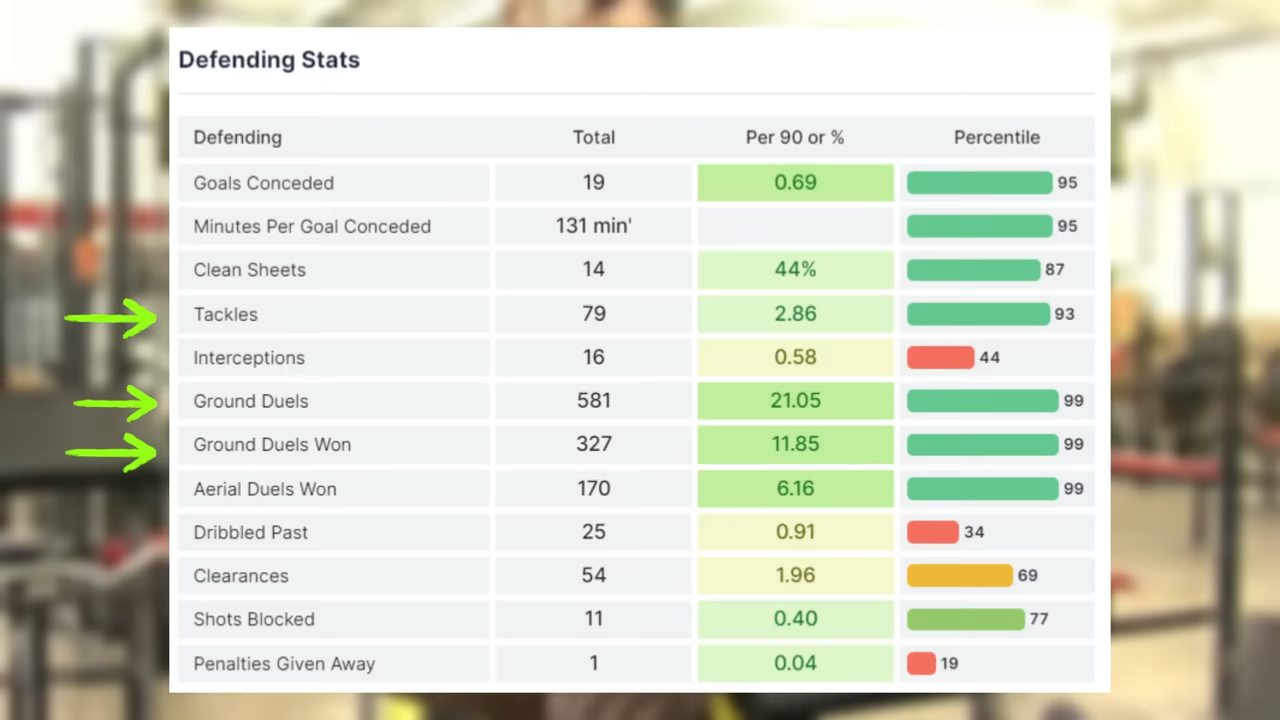 Defending Stats
Defending Total Per 90 or % Percentile
Goals Conceded 19 0.69 95
Minutes Per Goal Conceded 131 min' 95
Clean Sheets 14 44% 87
Tackles 79 2.86 93
Interceptions 16 0.58 44
Ground Duels 581 21.05 99
Ground Duels Won 327 11.85 99
Aerial Duels Won 170 6.16 99
Dribbled Past 25 0.91 34
Clearances 54 1.96 69
Shots Blocked 11 0.40 77
Penalties Given Away 1 0.04 19